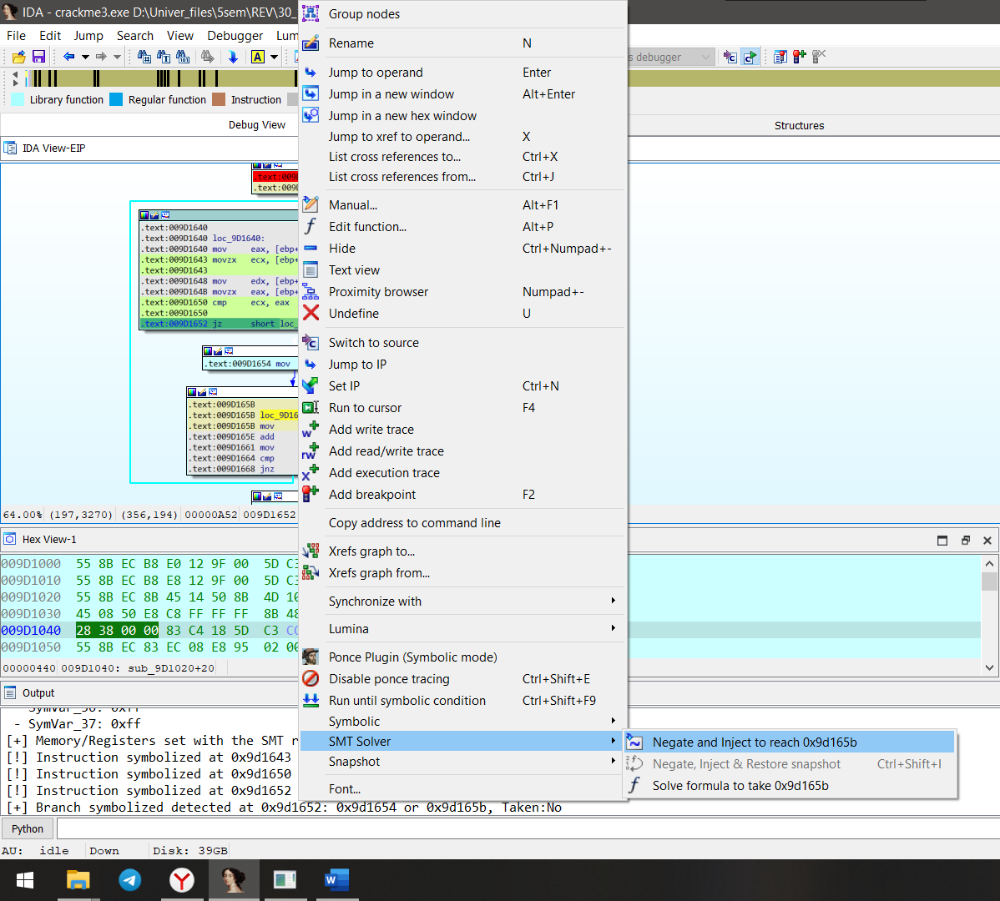 IDA - crackme3.exe D:\Univer_files\5sem\REV\30_
File Edit Jump Search View Debugger Lum
s debugger
Library function Regular function Instruction
Debug View
Structures
IDA View-EIP
.text:009D
.text:009D
.text:009D1640
.text:009D1640 loc_9D1640:
.text:009D1640 mov eax, [ebp+
.text:009D1643 movzx ecx, [ebp+
.text:009D1643
.text:009D1648 mov edx, [ebp+
.text:009D164B movzx eax, [ebp+
.text:009D1650 cmp ecx, eax
.text:009D1650
.text:009D1652 jz short loc_
.text:009D1654 mov
.text:009D165B
.text:009D165B loc_9D16
.text:009D165B mov
.text:009D165E add
.text:009D1661 mov
.text:009D1664 cmp
.text:009D1668 jnz
64.00% (197,3270) (356,194) 00000A52 009D1652
Hex View-1
009D1000 55 8B EC B8 E0 12 9F 00 5D C3
009D1010 55 8B EC B8 E8 12 9F 00 5D C3
009D1020 55 8B EC 8B 45 14 50 8B 4D 10
009D1030 45 08 50 E8 C8 FF FF FF 8B 48
009D1040 28 38 00 00 83 C4 18 5D C3 CC
009D1050 55 8B EC 83 EC 08 E8 95 02 00
00000440 009D1040: sub_9D1020+20
Output
- SymVar_36: 0xff
- SymVar_37: 0xff
[+] Memory/Registers set with the SMT r
[!] Instruction symbolized at 0x9d1643
[!] Instruction symbolized at 0x9d1650
[!] Instruction symbolized at 0x9d1652
[+] Branch symbolized detected at 0x9d1652: 0x9d1654 or 0x9d165b, Taken:No
Python
AU: idle Down Disk: 39GB
Group nodes
Rename N
Jump to operand Enter
Jump in a new window Alt+Enter
Jump in a new hex window
Jump to xref to operand... X
List cross references to... Ctrl+X
List cross references from... Ctrl+J
Manual... Alt+F1
Edit function... Alt+P
Hide Ctrl+Numpad+-
Text view
Proximity browser Numpad+-
Undefine U
Switch to source
Jump to IP
Set IP Ctrl+N
Run to cursor F4
Add write trace
Add read/write trace
Add execution trace
Add breakpoint F2
Copy address to command line
Xrefs graph to...
Xrefs graph from...
Synchronize with
Lumina
Ponce Plugin (Symbolic mode)
Disable ponce tracing Ctrl+Shift+E
Run until symbolic condition Ctrl+Shift+F9
Symbolic
SMT Solver
Snapshot
Font...
Negate and Inject to reach 0x9d165b
Negate, Inject & Restore snapshot Ctrl+Shift+I
Solve formula to take 0x9d165b